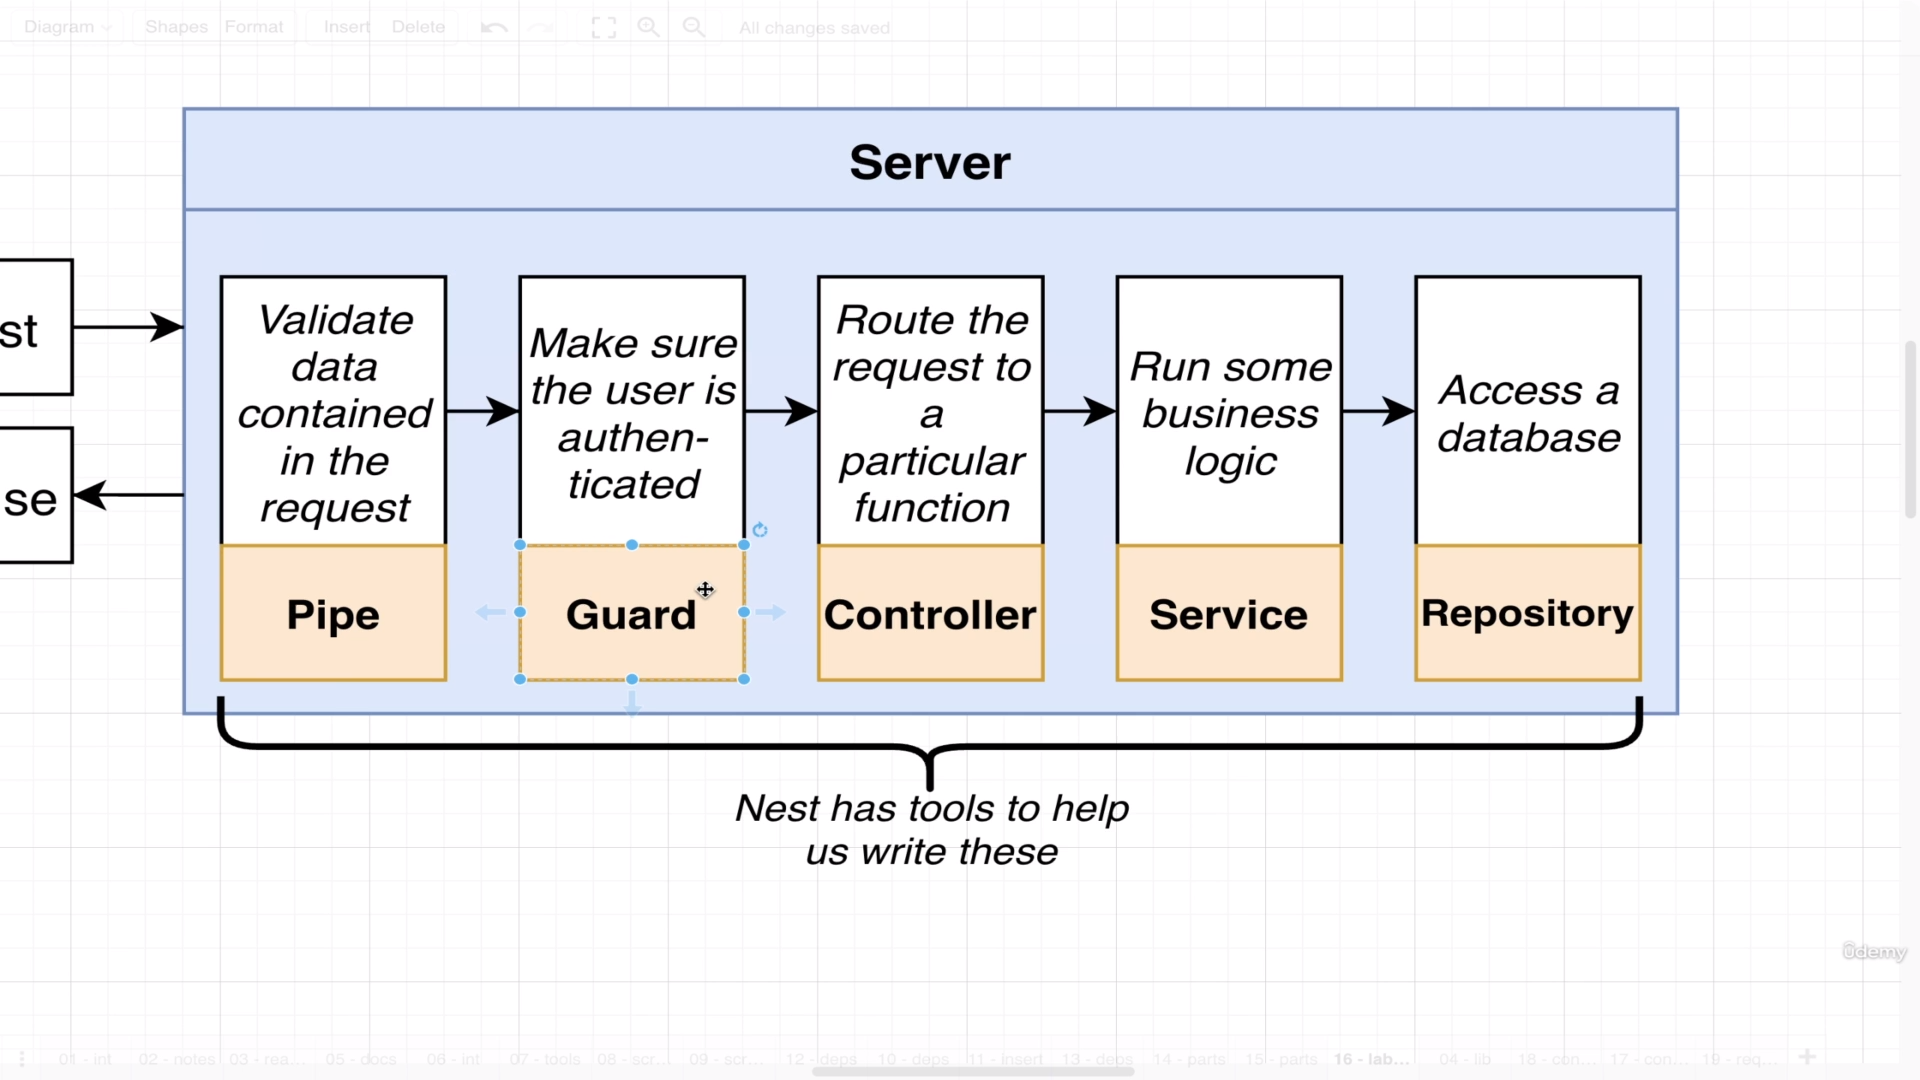 Diagram
Shapes
Format
Insert
Delete
All changes saved
Server
st
se
Validate
data
contained
in the
request
Pipe
Make sure
the user is
authen-
ticated
Guard
Route the
request to
a
particular
function
Controller
Run some
business
logic
Service
Access a
database
Repository
Nest has tools to help
us write these
ûdemy
01 - int
02 - notes
03 - rea...
05 - docs
06 - int
07 - tools
08 - scr...
09 - scr...
12 - deps
10 - deps
11 - insert
13 - deps
14 - parts
15 - parts
16 - lab...
04 - lib
18 - con...
17 - con...
19 - req...